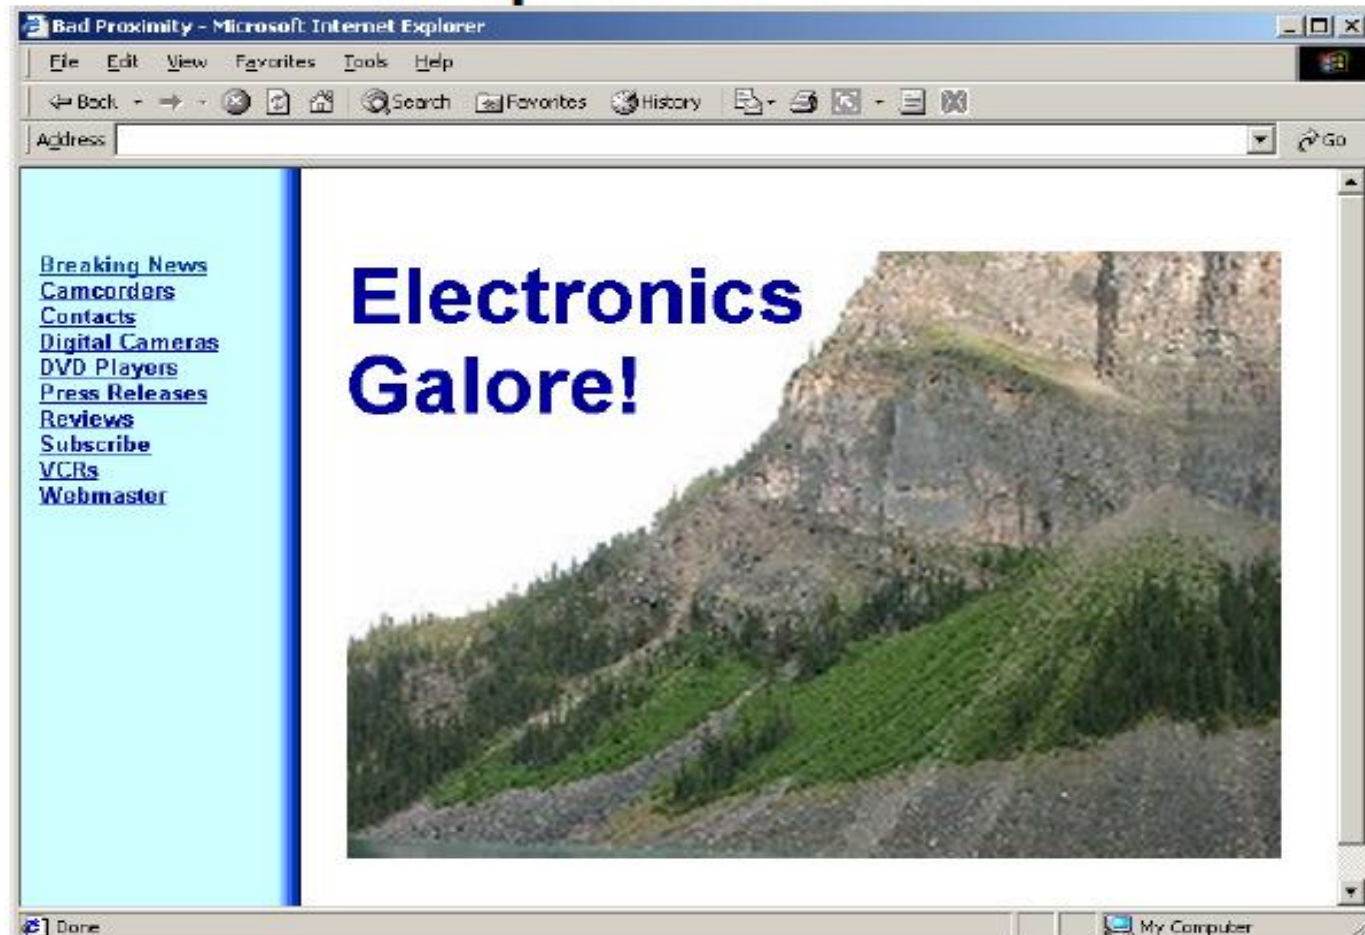 Bad Proximity - Microsoft Internet Explorer
File Edit View Favorites Tools Help
Back Search Favorites History
Address Go
Breaking News
Camcorders
Contacts
Digital Cameras
DVD Players
Press Releases
Reviews
Subscribe
VCRs
Webmaster
Electronics
Galore!
Done My Computer